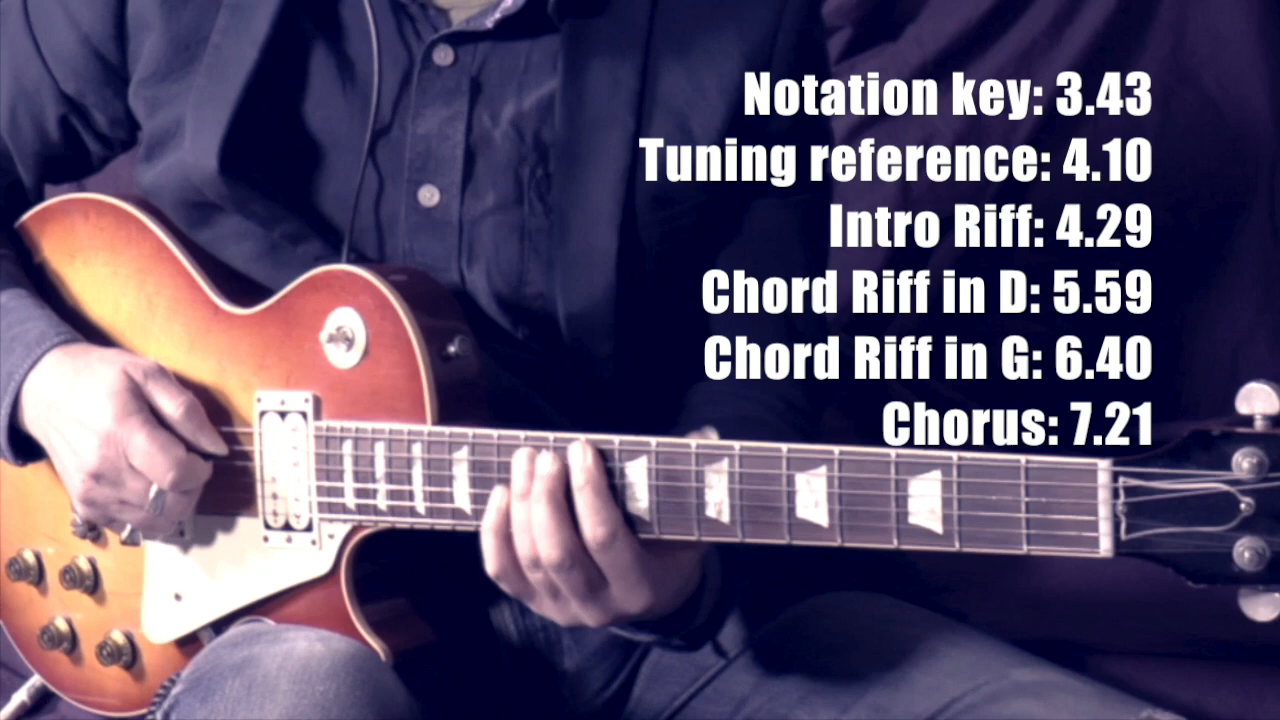 Notation key: 3.43
Tuning reference: 4.10
Intro Riff: 4.29
Chord Riff in D: 5.59
Chord Riff in G: 6.40
Chorus: 7.21